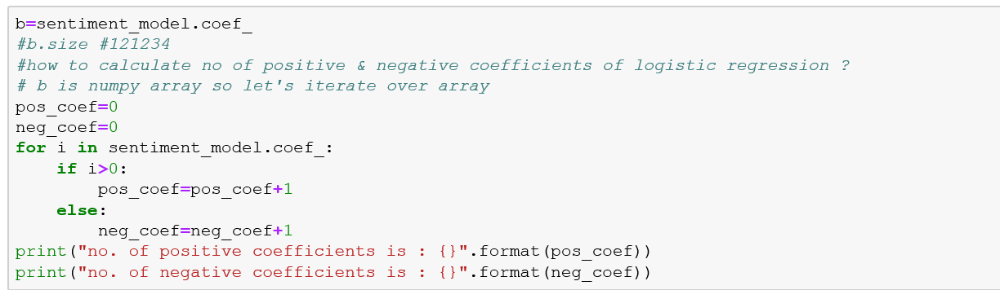 b=sentiment_model.coef_
#b.size #121234
#how to calculate no of positive & negative coefficients of logistic regression ?
# b is numpy array so let's iterate over array
pos_coef=0
neg_coef=0
for i in sentiment_model.coef_:
    if i>0:
        pos_coef=pos_coef+1
    else:
        neg_coef=neg_coef+1
print("no. of positive coefficients is : {}".format(pos_coef))
print("no. of negative coefficients is : {}".format(neg_coef))